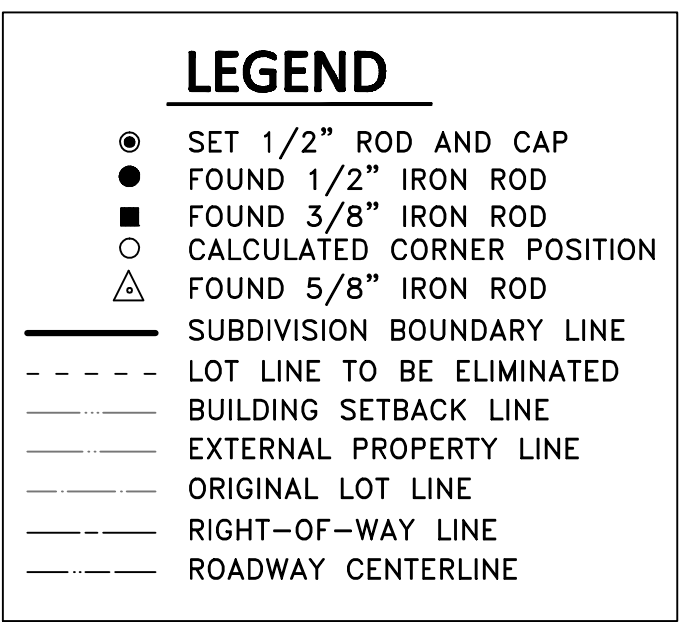 LEGEND
SET 1/2” ROD AND CAP
FOUND 1/2” IRON ROD
FOUND 3/8” IRON ROD
CALCULATED CORNER POSITION
FOUND 5/8” IRON ROD
SUBDIVISION BOUNDARY LINE
LOT LINE TO BE ELIMINATED
BUILDING SETBACK LINE
EXTERNAL PROPERTY LINE
ORIGINAL LOT LINE
RIGHT-OF-WAY LINE
ROADWAY CENTERLINE